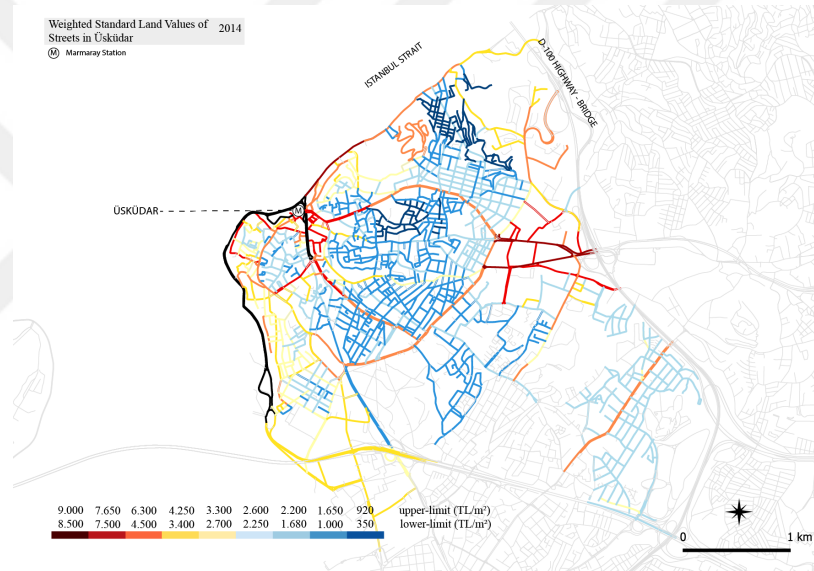 Weighted Standard Land Values of
Streets in Üsküdar
2014
M Marmaray Station
ISTANBUL STRAIT
D-100 HIGHWAY - BRIDGE
ÜSKÜDAR
M
9.000 7.650 6.300 4.250 3.300 2.600 2.200 1.650 920 upper-limit (TL/m²)
8.500 7.500 4.500 3.400 2.700 2.250 1.680 1.000 350 lower-limit (TL/m²)
0 1 km